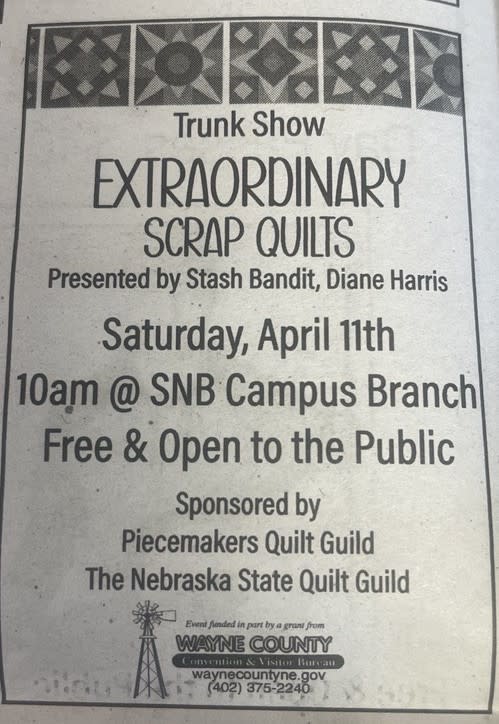 Trunk Show
EXTRAORDINARY
SCRAP QUILTS
Presented by Stash Bandit, Diane Harris
Saturday, April 11th
10am @ SNB Campus Branch
Free & Open to the Public
Sponsored by
Piecemakers Quilt Guild
The Nebraska State Quilt Guild
Event funded in part by a grant from
WAYNE COUNTY
Convention & Visitor Bureau
waynecountyne.gov
(402) 375-2240